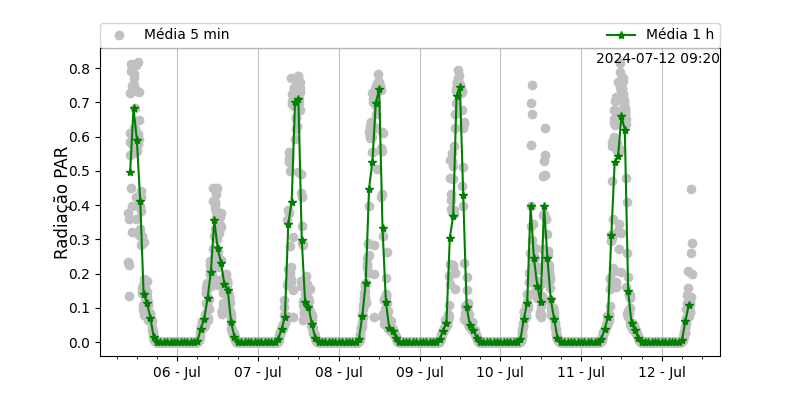 Média 5 min
Média 1 h
2024-07-12 09:20
Radiação PAR
0.8
0.7
0.6
0.5
0.4
0.3
0.2
0.1
0.0
06 - Jul
07 - Jul
08 - Jul
09 - Jul
10 - Jul
11 - Jul
12 - Jul